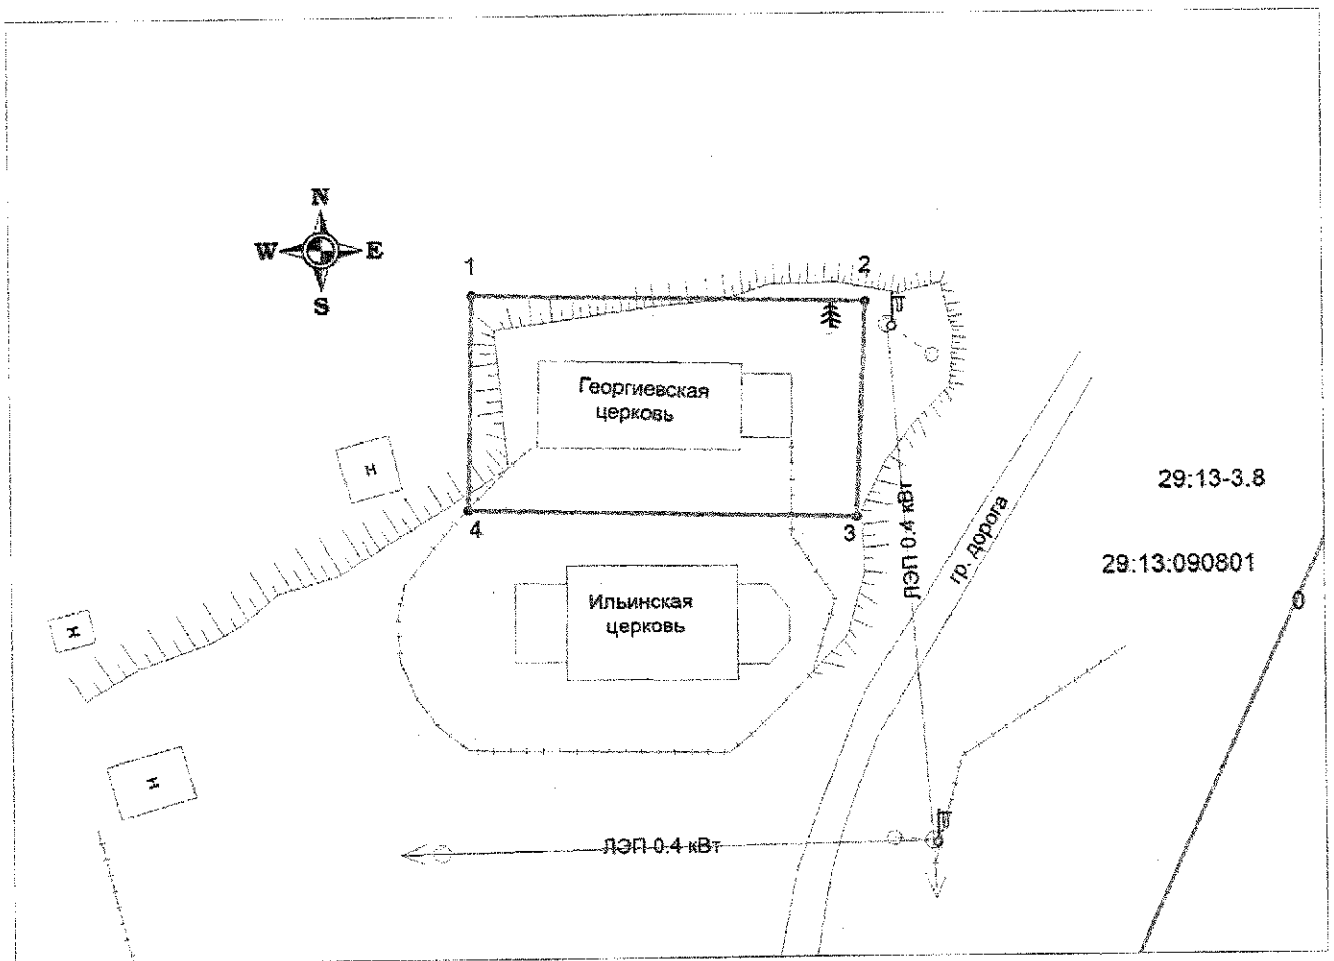 N
W E
S
1
2
Георгиевская
церковь
н
29:13-3.8
4
3
ЛЭП 0.4 кВт
гр. дорога
29:13:090801
Ильинская
церковь
н
н
ЛЭП 0.4 кВт